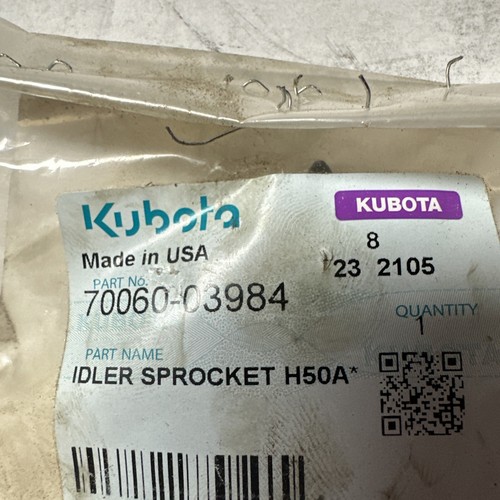 Kubota
KUBOTA
Made in USA
8
23 2105
PART No.
70060-03984
QUANTITY
1
PART NAME
IDLER SPROCKET H50A*